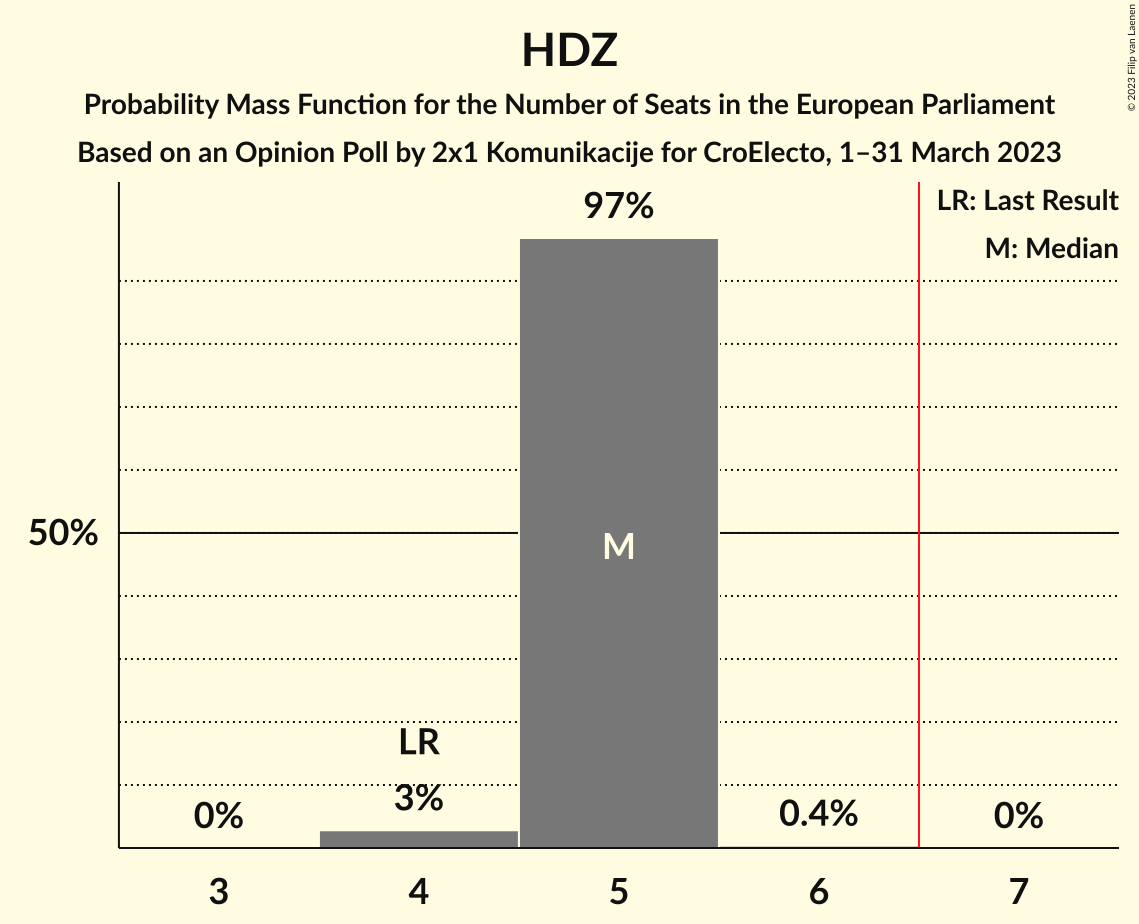 HDZ
Probability Mass Function for the Number of Seats in the European Parliament
Based on an Opinion Poll by 2x1 Komunikacije for CroElecto, 1–31 March 2023
© 2023 Filip van Laenen
LR: Last Result
M: Median
97%
50%
M
LR
0%
3%
0.4%
0%
3
4
5
6
7